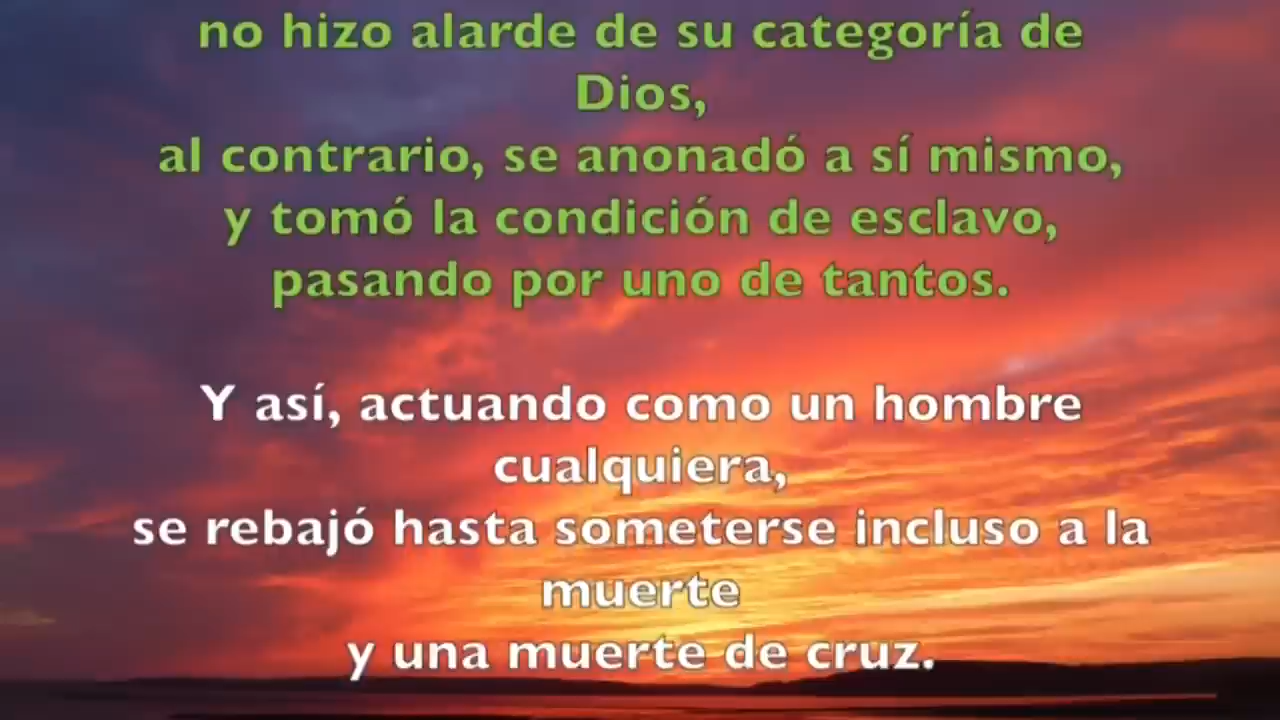 no hizo alarde de su categoría de
Dios,
al contrario, se anonadó a sí mismo,
y tomó la condición de esclavo,
pasando por uno de tantos.
Y así, actuando como un hombre
cualquiera,
se rebajó hasta someterse incluso a la
muerte
y una muerte de cruz.